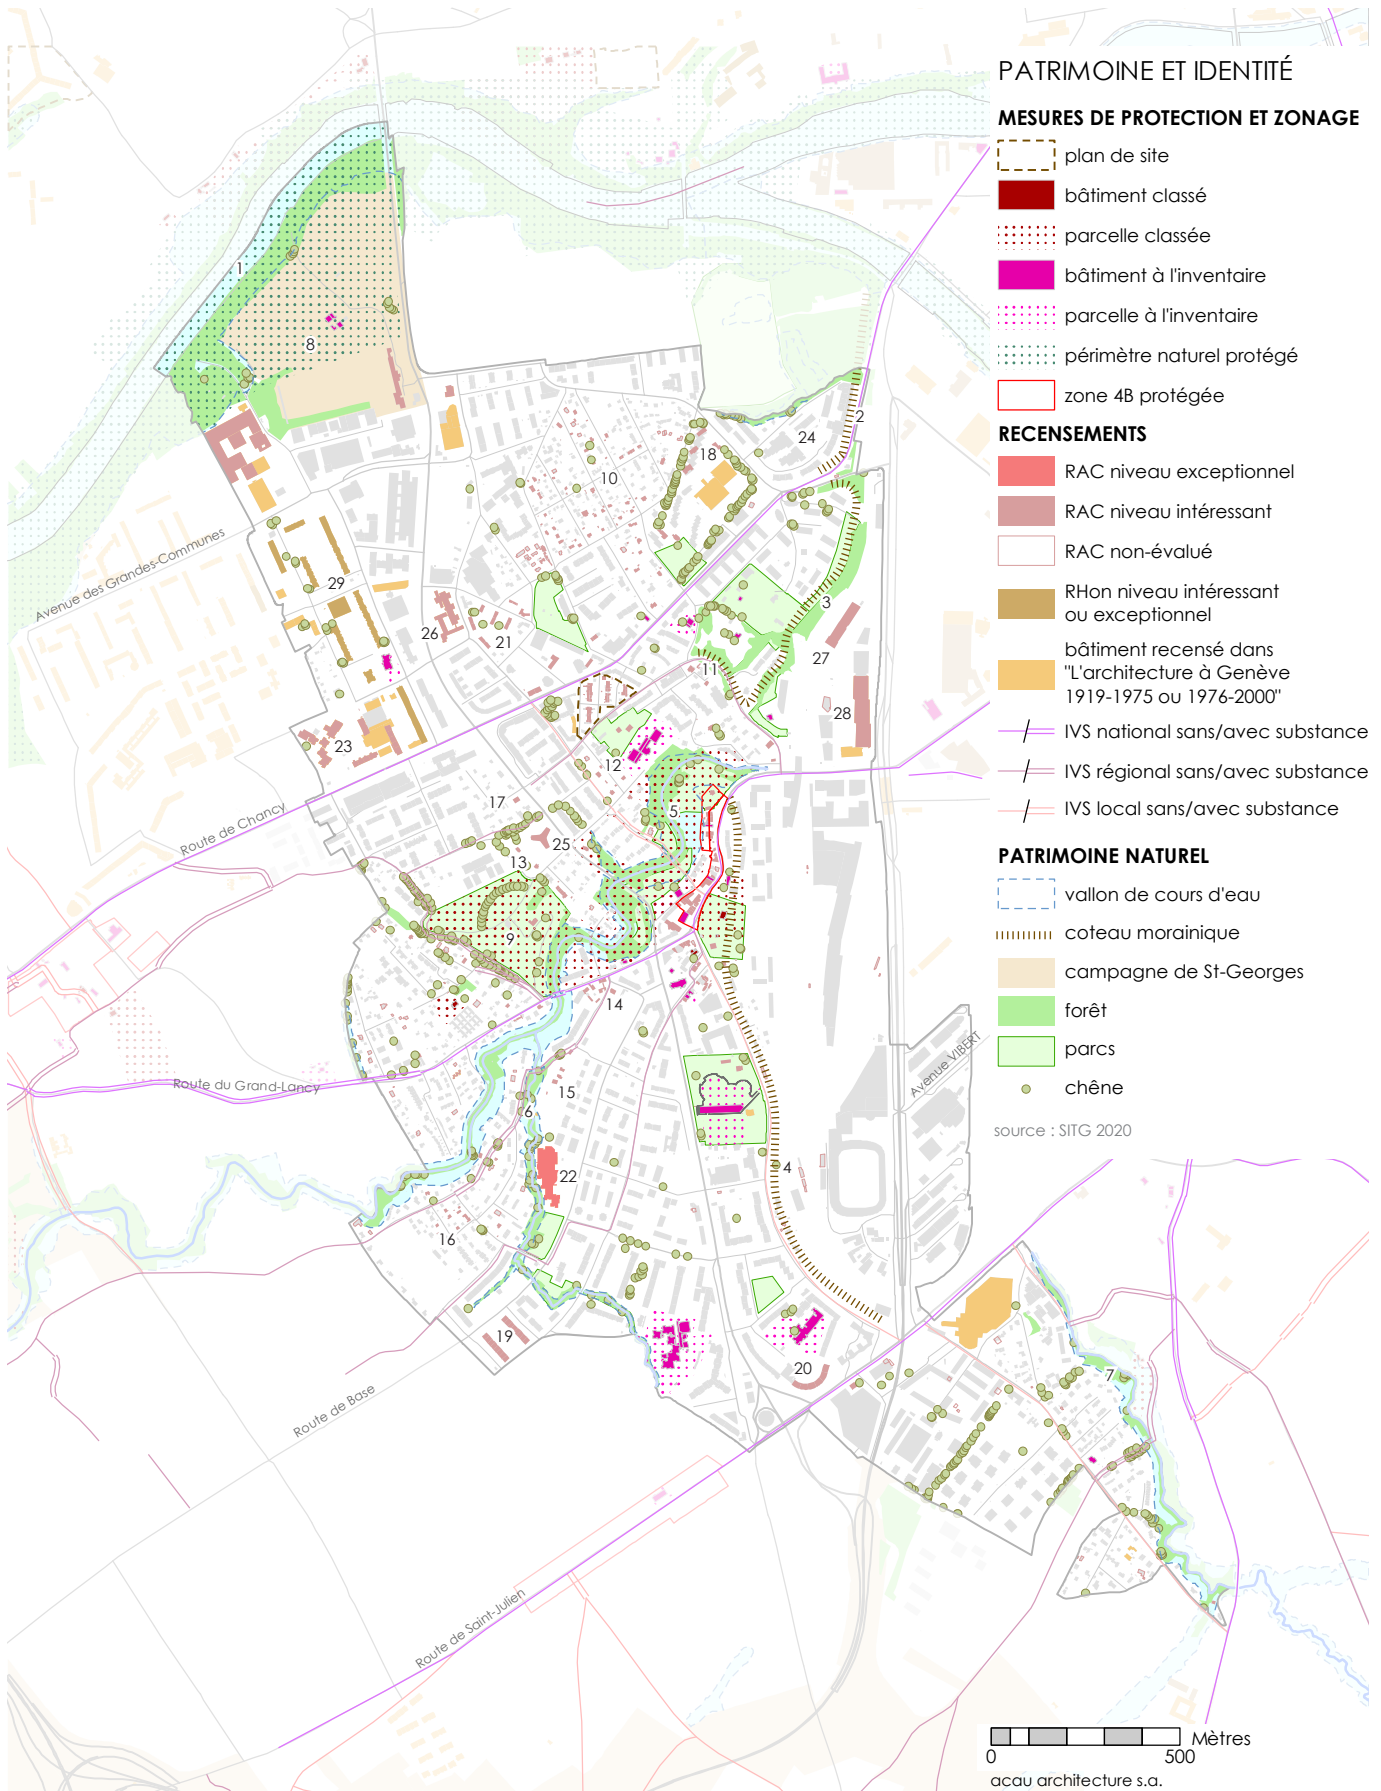 PATRIMOINE ET IDENTITÉ
MESURES DE PROTECTION ET ZONAGE
plan de site
bâtiment classé
parcelle classée
bâtiment à l'inventaire
parcelle à l'inventaire
périmètre naturel protégé
zone 4B protégée
RECENSEMENTS
RAC niveau exceptionnel
RAC niveau intéressant
RAC non-évalué
RHon niveau intéressant
ou exceptionnel
bâtiment recensé dans
"L'architecture à Genève
1919-1975 ou 1976-2000"
IVS national sans/avec substance
IVS régional sans/avec substance
IVS local sans/avec substance
PATRIMOINE NATUREL
vallon de cours d'eau
coteau morainique
campagne de St-Georges
forêt
parcs
chêne
source : SITG 2020
1
8
2
24
18
10
Avenue des Grandes-Communes
29
3
26
21
27
11
28
23
12
17
5
Route de Chancy
25
13
9
14
Avenue VIBERT
Route du Grand-Lancy
15
6
4
22
16
19
20
7
Route de Base
Route de Saint-Julien
Mètres
0
500
acau architecture s.a.